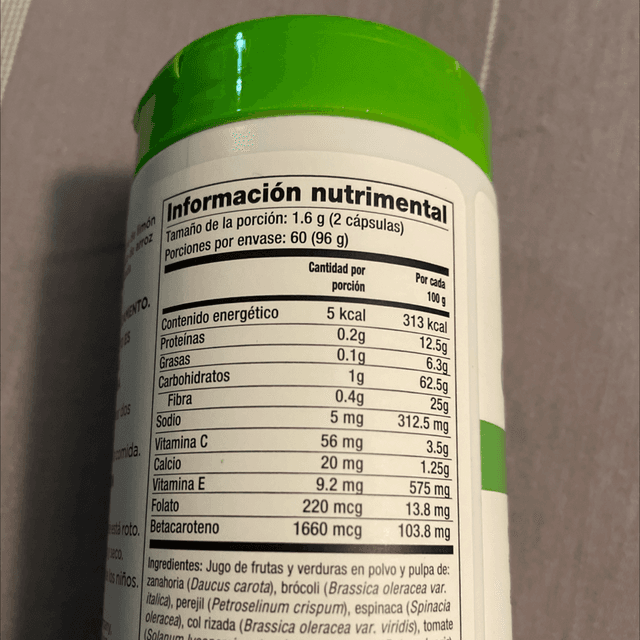 Información nutrimental
Tamaño de la porción: 1.6 g (2 cápsulas)
Porciones por envase: 60 (96 g)
Cantidad por porción Por cada 100 g
Contenido energético 5 kcal 313 kcal
Proteínas 0.2g 12.5g
Grasas 0.1g 6.3g
Carbohidratos 1g 62.5g
Fibra 0.4g 25g
Sodio 5 mg 312.5 mg
Vitamina C 56 mg 3.5g
Calcio 20 mg 1.25g
Vitamina E 9.2 mg 575 mg
Folato 220 mcg 13.8 mg
Betacaroteno 1660 mcg 103.8 mg
Ingredientes: Jugo de frutas y verduras en polvo y pulpa de:
zanahoria (Daucus carota), brócoli (Brassica oleracea var.
italica), perejil (Petroselinum crispum), espinaca (Spinacia
oleracea), col rizada (Brassica oleracea var. viridis), tomate
limón
arroz
está roto.
niños.